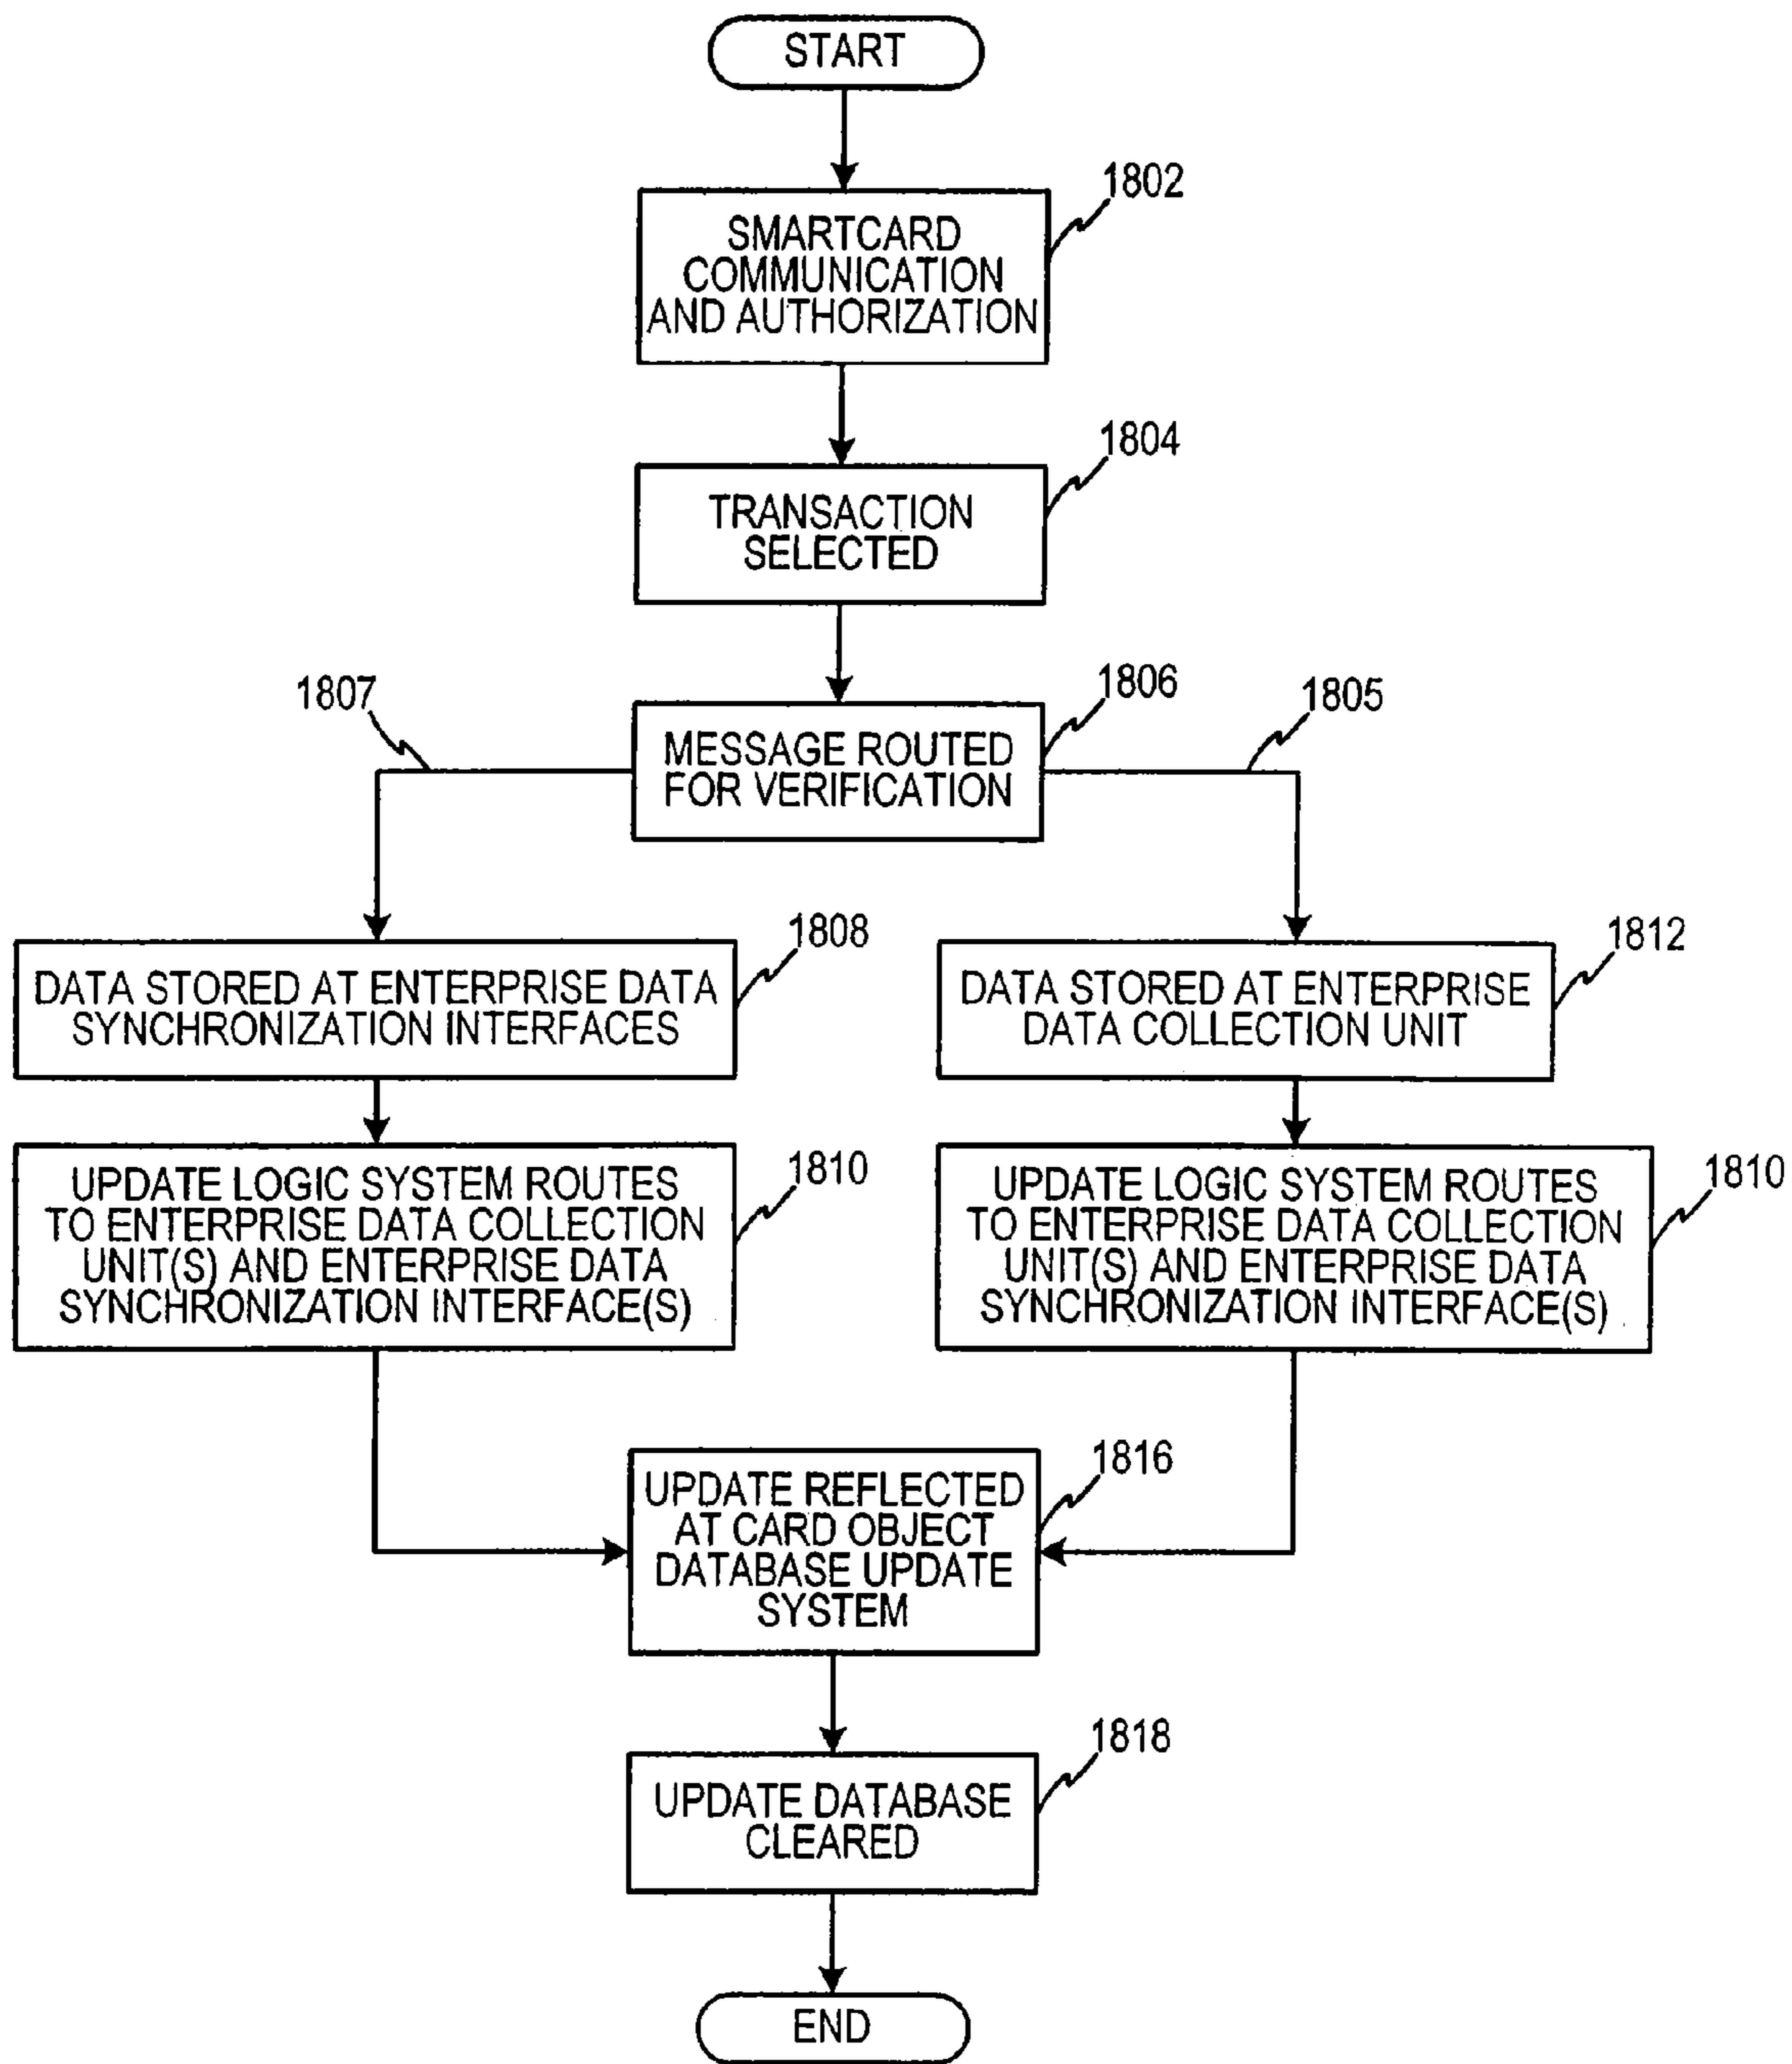 START
1802
SMARTCARD
COMMUNICATION
AND AUTHORIZATION
1804
TRANSACTION
SELECTED
1807
1806
1805
MESSAGE ROUTED
FOR VERIFICATION
1808
DATA STORED AT ENTERPRISE DATA
SYNCHRONIZATION INTERFACES
1812
DATA STORED AT ENTERPRISE
DATA COLLECTION UNIT
1810
UPDATE LOGIC SYSTEM ROUTES
TO ENTERPRISE DATA COLLECTION
UNIT(S) AND ENTERPRISE DATA
SYNCHRONIZATION INTERFACE(S)
1810
UPDATE LOGIC SYSTEM ROUTES
TO ENTERPRISE DATA COLLECTION
UNIT(S) AND ENTERPRISE DATA
SYNCHRONIZATION INTERFACE(S)
1816
UPDATE REFLECTED
AT CARD OBJECT
DATABASE UPDATE
SYSTEM
1818
UPDATE DATABASE
CLEARED
END